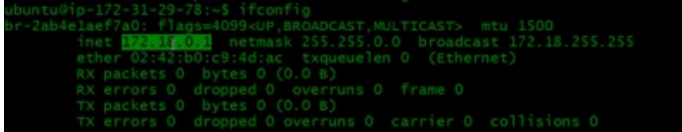 ubuntu@ip-172-31-29-78:~$ ifconfig
br-2ab4e1aef7a0: flags=4099<UP,BROADCAST,MULTICAST>  mtu 1500
inet 172.18.0.1  netmask 255.255.0.0  broadcast 172.18.255.255
ether 02:42:b0:c9:4d:ac  txqueuelen 0  (Ethernet)
RX packets 0  bytes 0 (0.0 B)
RX errors 0  dropped 0  overruns 0  frame 0
TX packets 0  bytes 0 (0.0 B)
TX errors 0  dropped 0 overruns 0  carrier 0  collisions 0